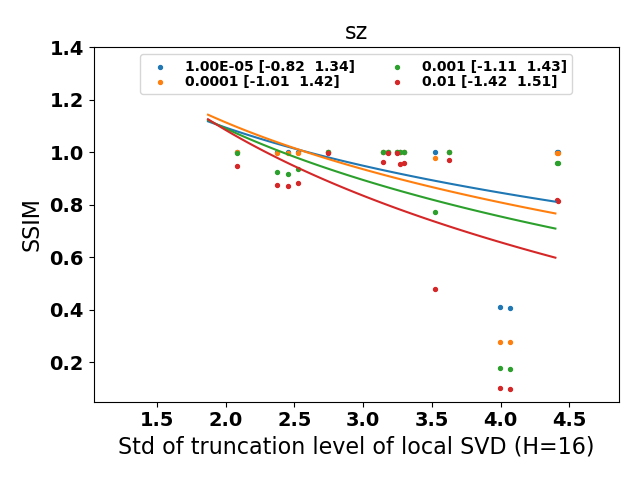 sz
1.00E-05 [-0.82 1.34]
0.0001 [-1.01 1.42]
0.001 [-1.11 1.43]
0.01 [-1.42 1.51]
1.4
1.2
1.0
0.8
0.6
0.4
0.2
SSIM
1.5 2.0 2.5 3.0 3.5 4.0 4.5
Std of truncation level of local SVD (H=16)